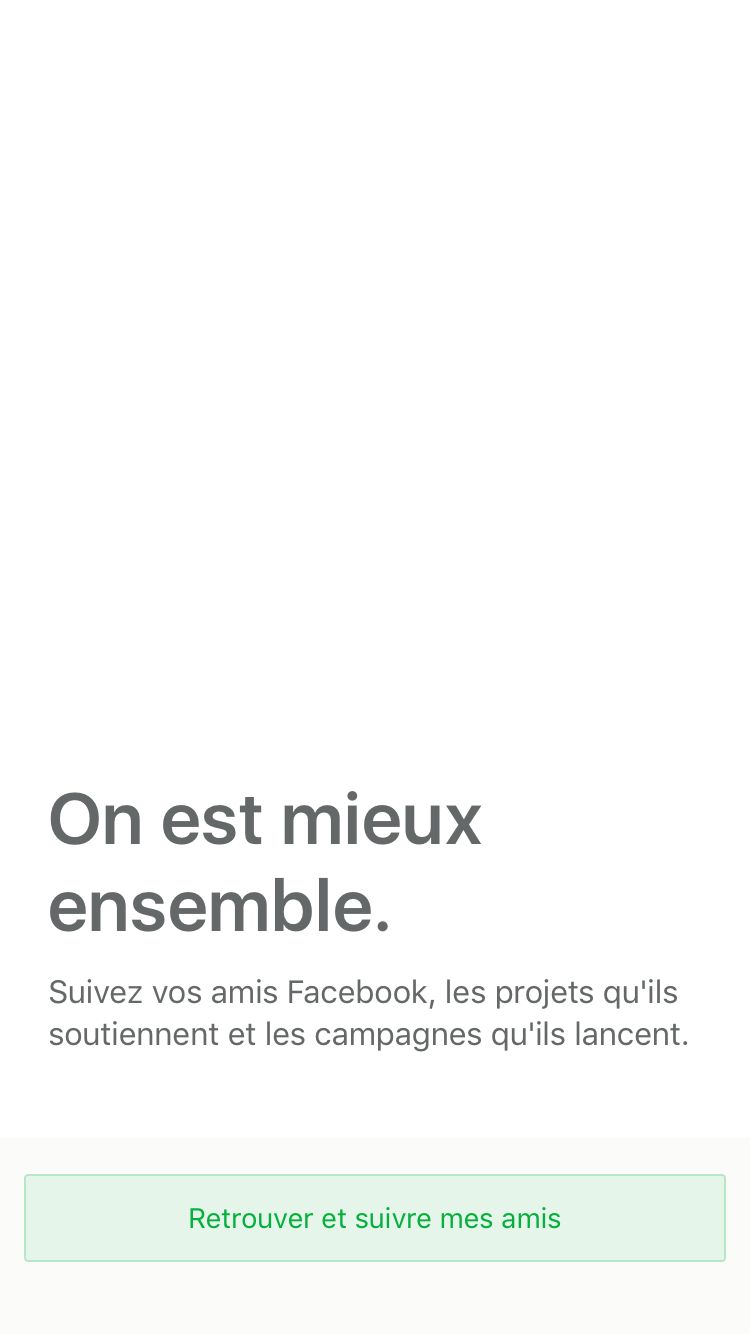 On est mieux
ensemble.
Suivez vos amis Facebook, les projets qu'ils
soutiennent et les campagnes qu'ils lancent.
Retrouver et suivre mes amis